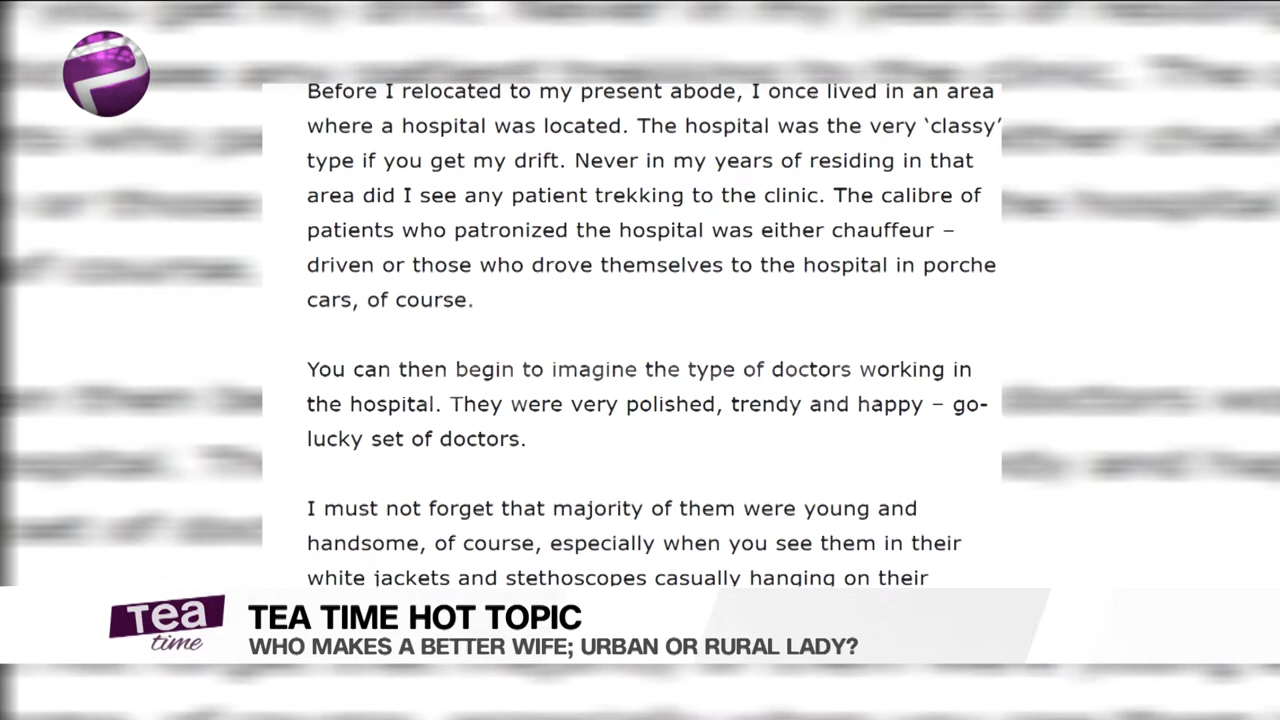 Before I relocated to my present abode, I once lived in an area
where a hospital was located. The hospital was the very ‘classy’
type if you get my drift. Never in my years of residing in that
area did I see any patient trekking to the clinic. The calibre of
patients who patronized the hospital was either chauffeur –
driven or those who drove themselves to the hospital in porche
cars, of course.
You can then begin to imagine the type of doctors working in
the hospital. They were very polished, trendy and happy – go-
lucky set of doctors.
I must not forget that majority of them were young and
handsome, of course, especially when you see them in their
white jackets and stethoscopes casually hanging on their
Tea
time
TEA TIME HOT TOPIC
WHO MAKES A BETTER WIFE; URBAN OR RURAL LADY?